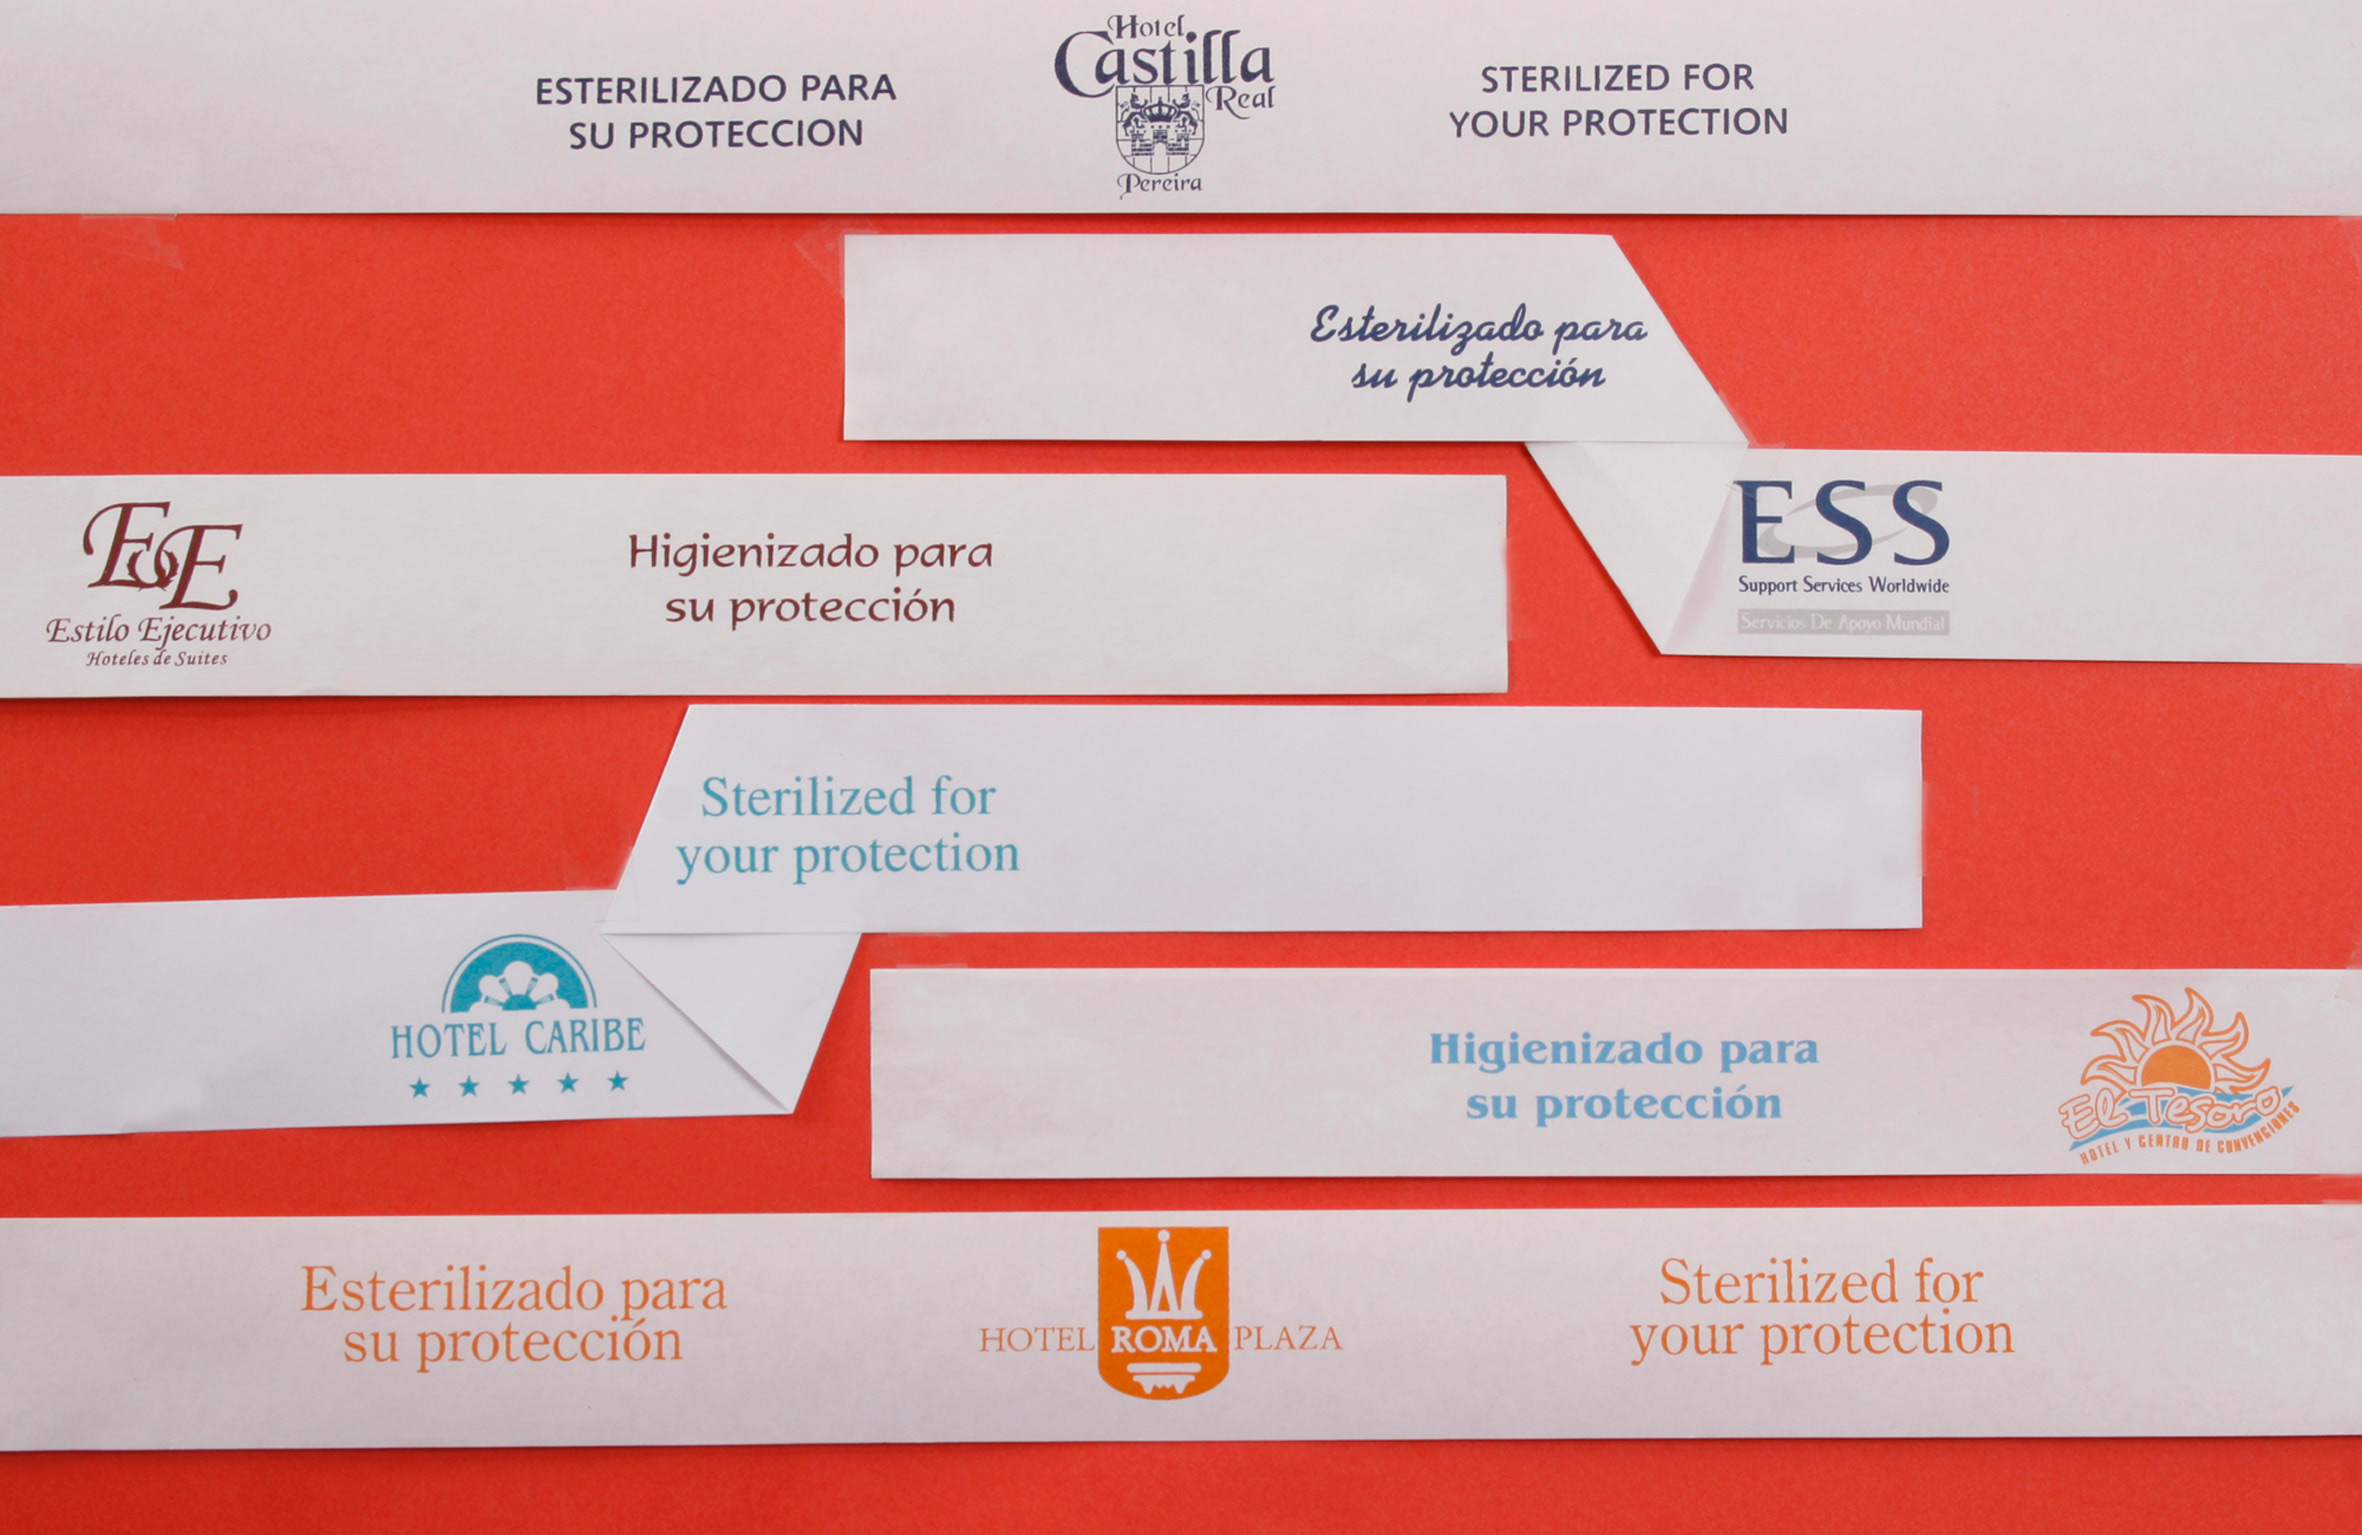 Hotel
Castilla
Real
Pereira
ESTERILIZADO PARA
SU PROTECCION
STERILIZED FOR
YOUR PROTECTION
Esterilizado para
su protección
ESS
Support Services Worldwide
Servicios De Apoyo Mundial
EE
Estilo Ejecutivo
Hoteles de Suites
Higienizado para
su protección
Sterilized for
your protection
HOTEL CARIBE
Higienizado para
su protección
El Tesoro
HOTEL Y CENTRO DE CONVENCIONES
Esterilizado para
su protección
HOTEL ROMA PLAZA
Sterilized for
your protection